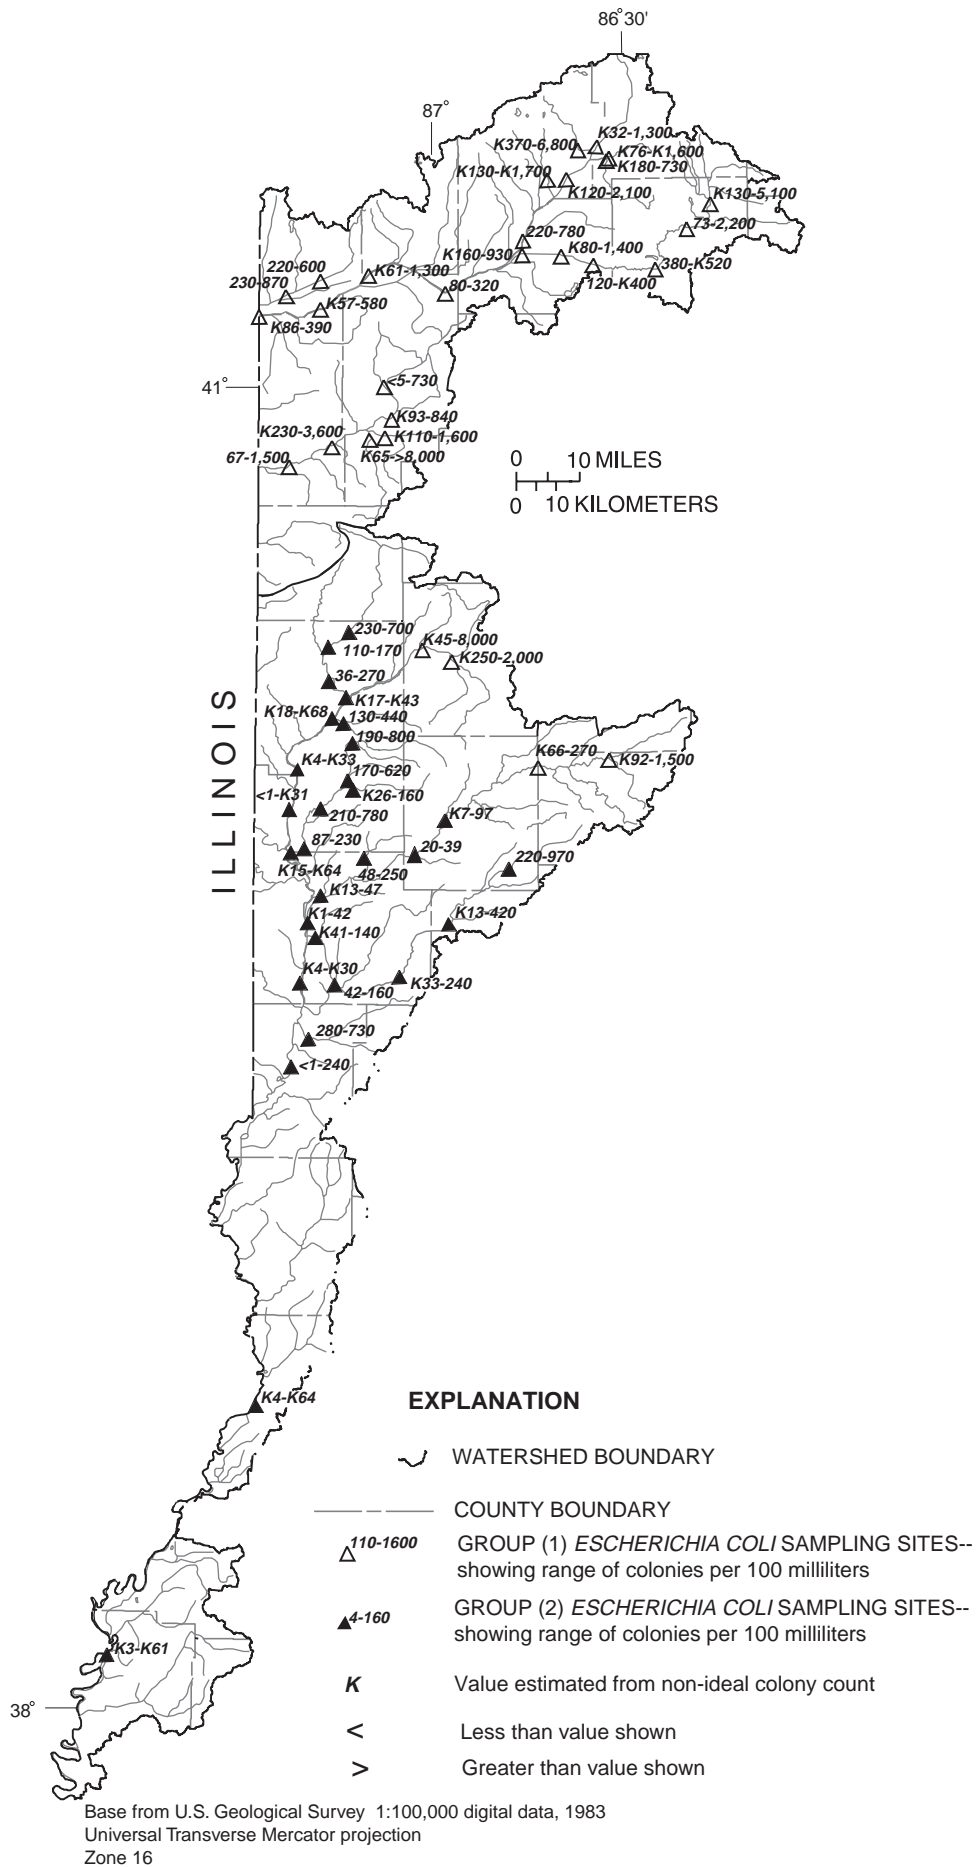 86°30'
87°
K32-1,300
K370-6,800
K76-K1,600
K180-730
K130-K1,700
K120-2,100
K130-5,100
73-2,200
220-780
K80-1,400
K160-930
380-K520
120-K400
220-600
K61-1,300
230-870
80-320
K57-580
K86-390
41°
<5-730
K93-840
K230-3,600
K110-1,600
67-1,500
K65->8,000
0 10 MILES
0 10 KILOMETERS
230-700
K45-8,000
110-170
K250-2,000
36-270
K17-K43
K18-K68
130-440
190-800
K66-270
K4-K33
K92-1,500
170-620
<1-K31
K26-160
210-780
K7-97
87-230
20-39
220-970
K15-K64
48-250
K13-47
K1-42
K13-420
K41-140
K4-K30
K33-240
42-160
280-730
<1-240
ILLINOIS
K4-K64
EXPLANATION
WATERSHED BOUNDARY
COUNTY BOUNDARY
110-1600
GROUP (1) ESCHERICHIA COLI SAMPLING SITES--
showing range of colonies per 100 milliliters
4-160
GROUP (2) ESCHERICHIA COLI SAMPLING SITES--
showing range of colonies per 100 milliliters
K3-K61
K Value estimated from non-ideal colony count
38°
< Less than value shown
> Greater than value shown
Base from U.S. Geological Survey 1:100,000 digital data, 1983
Universal Transverse Mercator projection
Zone 16